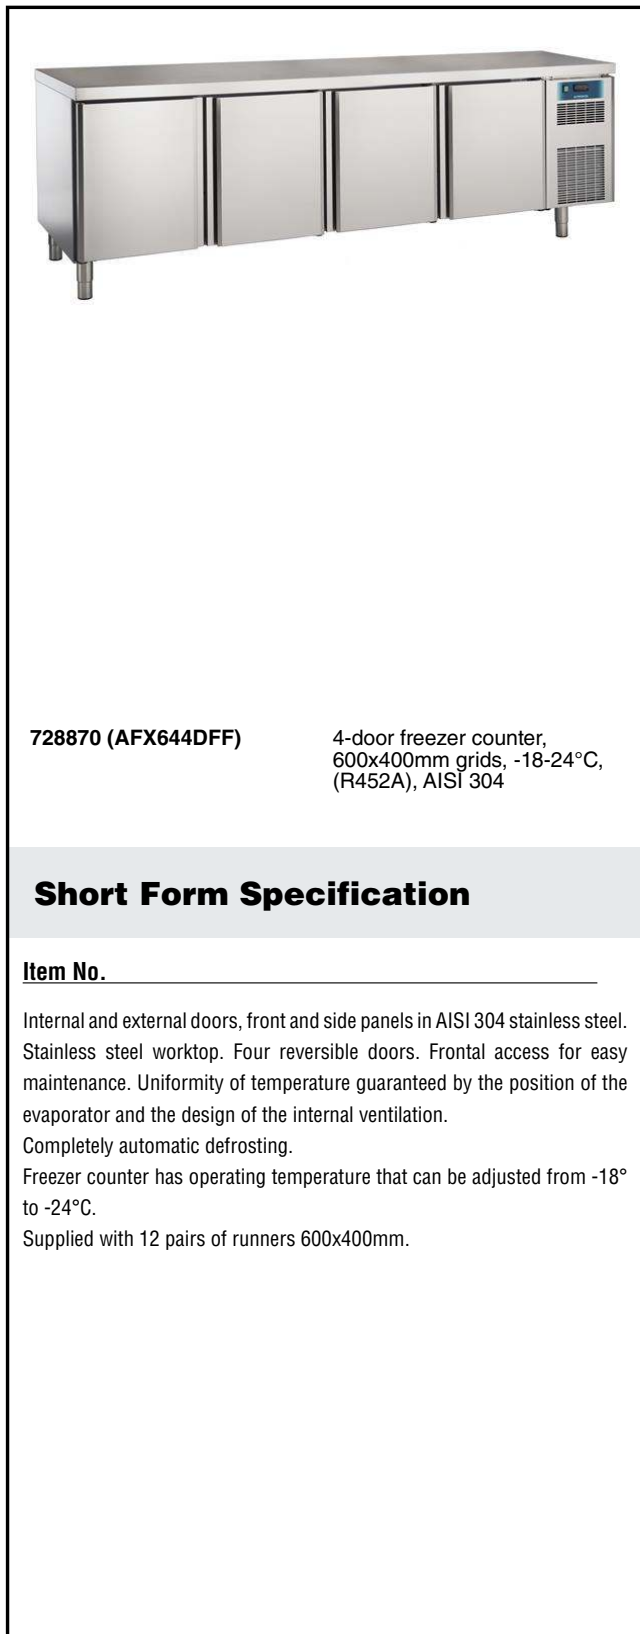 728870 (AFX644DFF)
4-door freezer counter,
600x400mm grids, -18-24°C,
(R452A), AISI 304
Short Form Specification
Item No.
Internal and external doors, front and side panels in AISI 304 stainless steel.
Stainless steel worktop. Four reversible doors. Frontal access for easy
maintenance. Uniformity of temperature guaranteed by the position of the
evaporator and the design of the internal ventilation.
Completely automatic defrosting.
Freezer counter has operating temperature that can be adjusted from -18°
to -24°C.
Supplied with 12 pairs of runners 600x400mm.